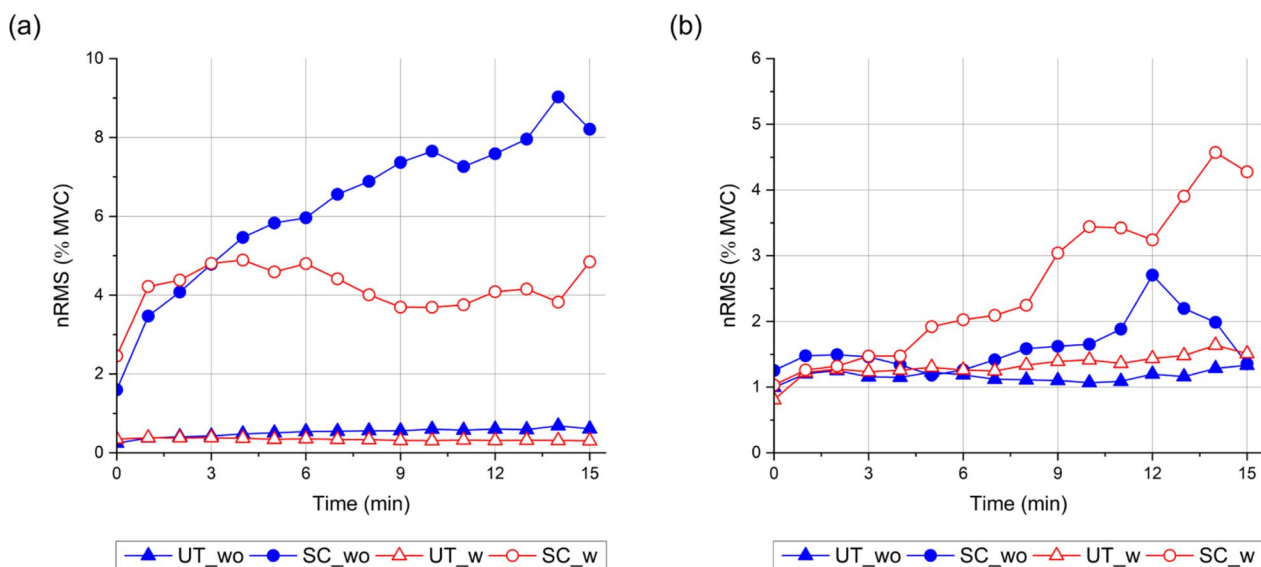 (a)
10
8
6
4
2
0
nRMS (% MVC)
0 3 6 9 12 15
Time (min)
UT_wo SC_wo UT_w SC_w
(b)
6
5
4
3
2
1
0
nRMS (% MVC)
0 3 6 9 12 15
Time (min)
UT_wo SC_wo UT_w SC_w